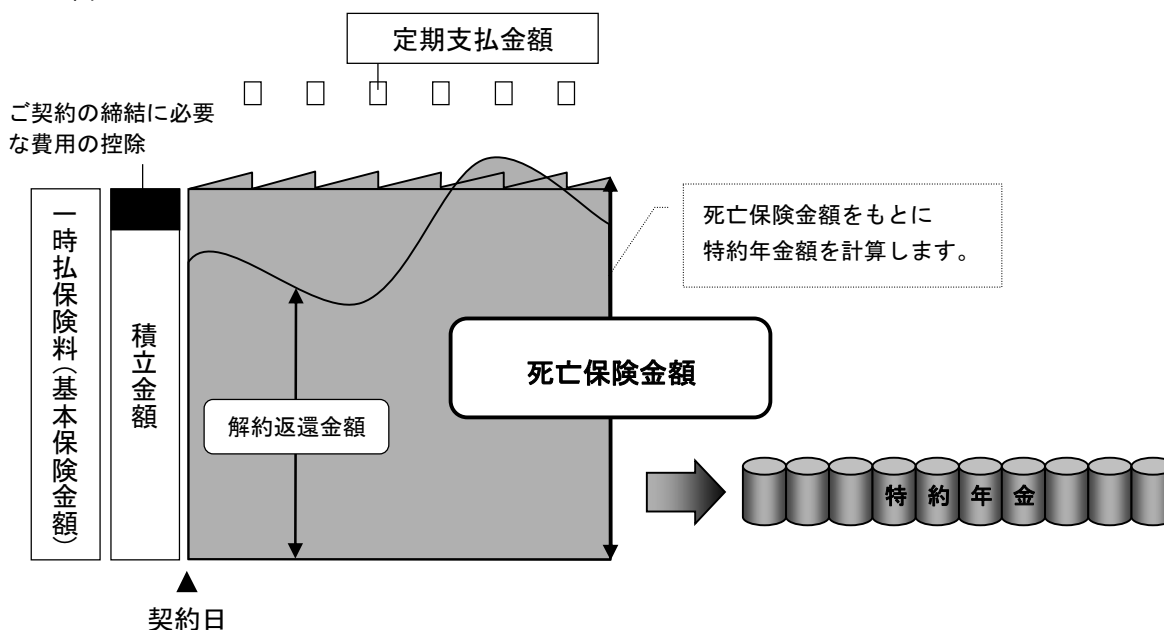 定期支払金額
ご契約の締結に必要
な費用の控除
一時払保険料(基本保険金額)
積立金額
死亡保険金額をもとに
特約年金額を計算します。
死亡保険金額
解約返還金額
特約年金
▲
契約日